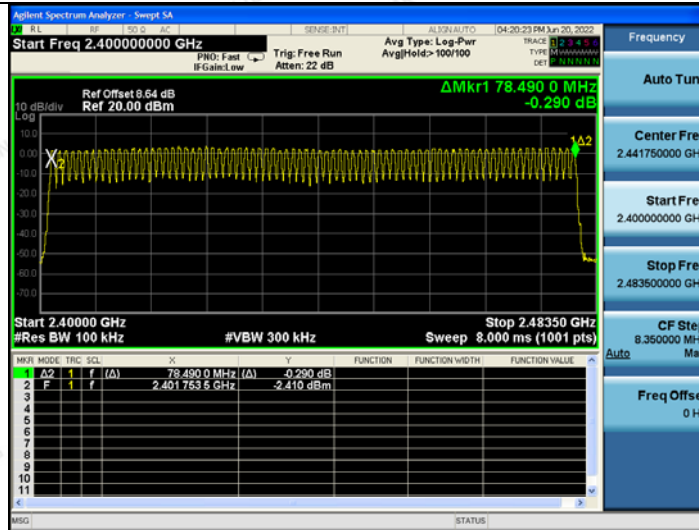 Agilent Spectrum Analyzer - Swept SA
RL RF 50 Ω AC SENSE:INT ALIGN AUTO 04:20:23 PM Jun 20, 2022
Start Freq 2.400000000 GHz
PNO: Fast
IFGain:Low
Trig: Free Run
Atten: 22 dB
Avg Type: Log-Pwr
Avg|Hold:> 100/100
TRACE 1 2 3 4 5 6
TYPE M
DET P N N N N N
Frequency
ΔMkr1 78.490 0 MHz
-0.290 dB
Ref Offset 8.64 dB
10 dB/div Ref 20.00 dBm
Log
10.0
0.00
-10.0
-20.0
-30.0
-40.0
-50.0
-60.0
-70.0
2
1Δ2
Start 2.40000 GHz Stop 2.48350 GHz
#Res BW 100 kHz #VBW 300 kHz Sweep 8.000 ms (1001 pts)
MKR MODE TRC SCL X Y FUNCTION FUNCTION WIDTH FUNCTION VALUE
1 Δ2 1 f (Δ) 78.490 0 MHz (Δ) -0.290 dB
2 F 1 f 2.401 753 5 GHz -2.410 dBm
3
4
5
6
7
8
9
10
11
MSG STATUS
Auto Tun
Center Fre
2.441750000 GH
Start Fre
2.400000000 GH
Stop Fre
2.483500000 GH
CF Ste
8.350000 MH
Auto Ma
Freq Offse
0 H